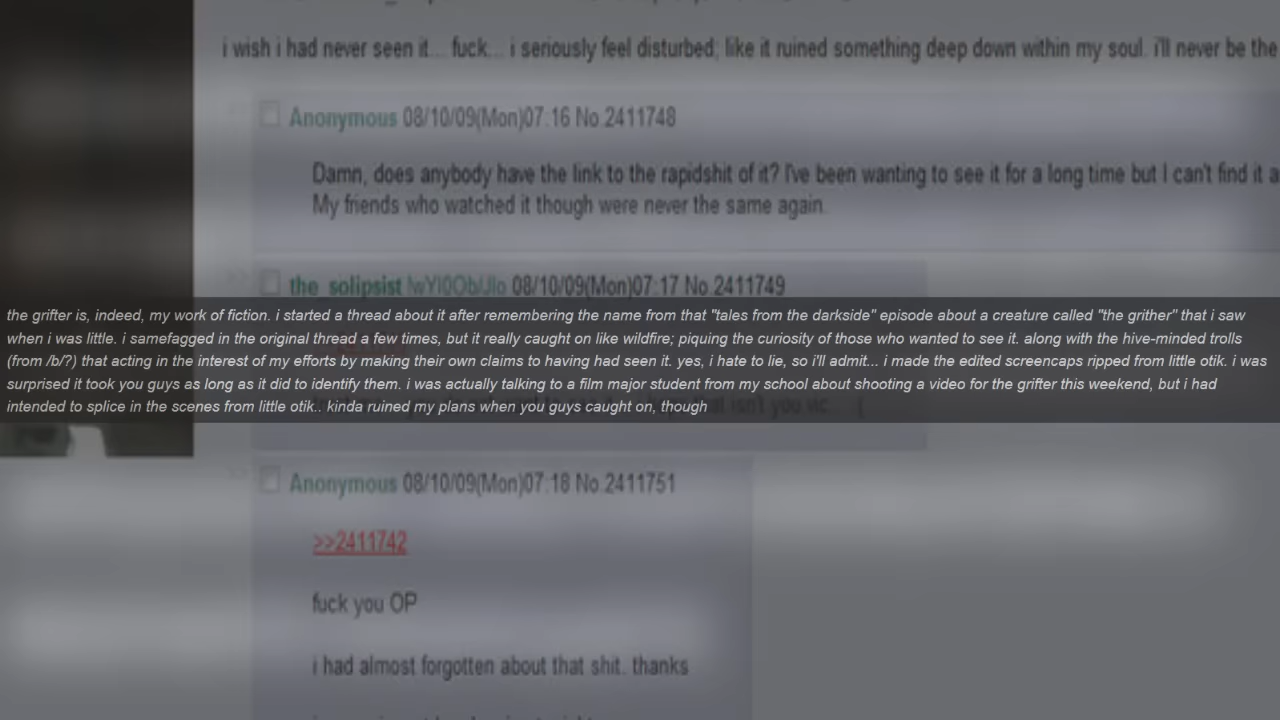 i wish i had never seen it... fuck... i seriously feel disturbed; like it ruined something deep down within my soul. i'll never be the
Anonymous 08/10/09(Mon)07:16 No.2411748
Damn, does anybody have the link to the rapidshit of it? I've been wanting to see it for a long time but I can't find it a
My friends who watched it though were never the same again.
the_solipsist 08/10/09(Mon)07:17 No.2411749
the grifter is, indeed, my work of fiction. i started a thread about it after remembering the name from that "tales from the darkside" episode about a creature called "the grither" that i saw
when i was little. i samefagged in the original thread a few times, but it really caught on like wildfire; piquing the curiosity of those who wanted to see it. along with the hive-minded trolls
(from /b/?) that acting in the interest of my efforts by making their own claims to having had seen it. yes, i hate to lie, so i'll admit... i made the edited screencaps ripped from little otik. i was
surprised it took you guys as long as it did to identify them. i was actually talking to a film major student from my school about shooting a video for the grifter this weekend, but i had
intended to splice in the scenes from little otik.. kinda ruined my plans when you guys caught on, though
that isn't you vic
Anonymous 08/10/09(Mon)07:18 No.2411751
>>2411742
fuck you OP
i had almost forgotten about that shit. thanks